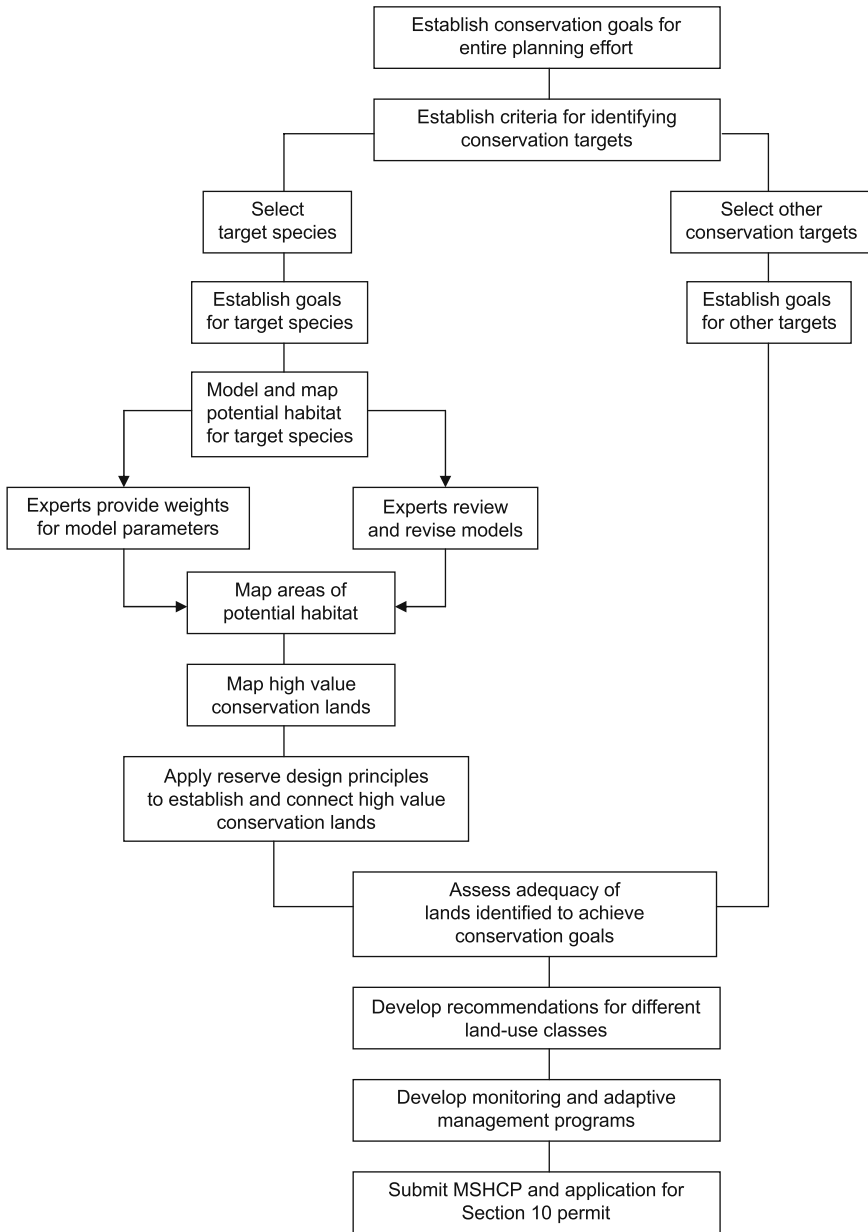 Establish conservation goals for
entire planning effort
Establish criteria for identifying
conservation targets
Select
target species
Select other
conservation targets
Establish goals
for target species
Establish goals
for other targets
Model and map
potential habitat
for target species
Experts provide weights
for model parameters
Experts review
and revise models
Map areas of
potential habitat
Map high value
conservation lands
Apply reserve design principles
to establish and connect high value
conservation lands
Assess adequacy of
lands identified to achieve
conservation goals
Develop recommendations for different
land-use classes
Develop monitoring and adaptive
management programs
Submit MSHCP and application for
Section 10 permit